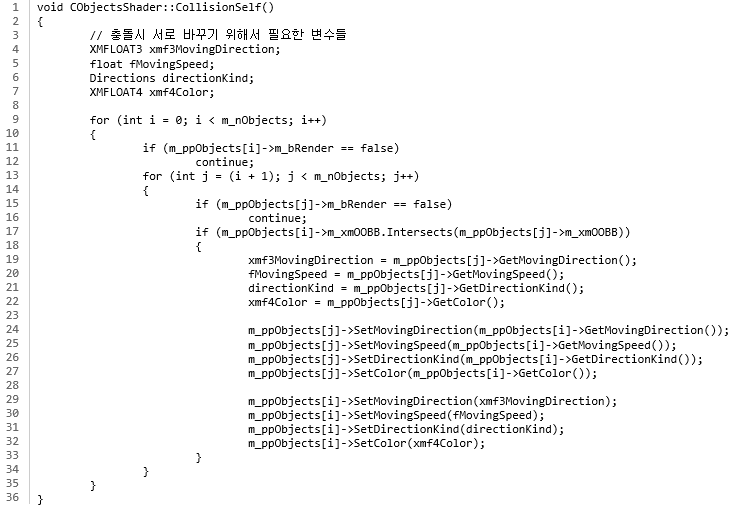 1 void CObjectsShader::CollisionSelf()
2 {
3 // 충돌시 서로 바꾸기 위해서 필요한 변수들
4 XMFLOAT3 xmf3MovingDirection;
5 float fMovingSpeed;
6 Directions directionKind;
7 XMFLOAT4 xmf4Color;
8
9 for (int i = 0; i < m_nObjects; i++)
10 {
11 if (m_ppObjects[i]->m_bRender == false)
12 continue;
13 for (int j = (i + 1); j < m_nObjects; j++)
14 {
15 if (m_ppObjects[j]->m_bRender == false)
16 continue;
17 if (m_ppObjects[i]->m_xmOOBB.Intersects(m_ppObjects[j]->m_xmOOBB))
18 {
19 xmf3MovingDirection = m_ppObjects[j]->GetMovingDirection();
20 fMovingSpeed = m_ppObjects[j]->GetMovingSpeed();
21 directionKind = m_ppObjects[j]->GetDirectionKind();
22 xmf4Color = m_ppObjects[j]->GetColor();
23
24 m_ppObjects[j]->SetMovingDirection(m_ppObjects[i]->GetMovingDirection());
25 m_ppObjects[j]->SetMovingSpeed(m_ppObjects[i]->GetMovingSpeed());
26 m_ppObjects[j]->SetDirectionKind(m_ppObjects[i]->GetDirectionKind());
27 m_ppObjects[j]->SetColor(m_ppObjects[i]->GetColor());
28
29 m_ppObjects[i]->SetMovingDirection(xmf3MovingDirection);
30 m_ppObjects[i]->SetMovingSpeed(fMovingSpeed);
31 m_ppObjects[i]->SetDirectionKind(directionKind);
32 m_ppObjects[i]->SetColor(xmf4Color);
33 }
34 }
35 }
36 }